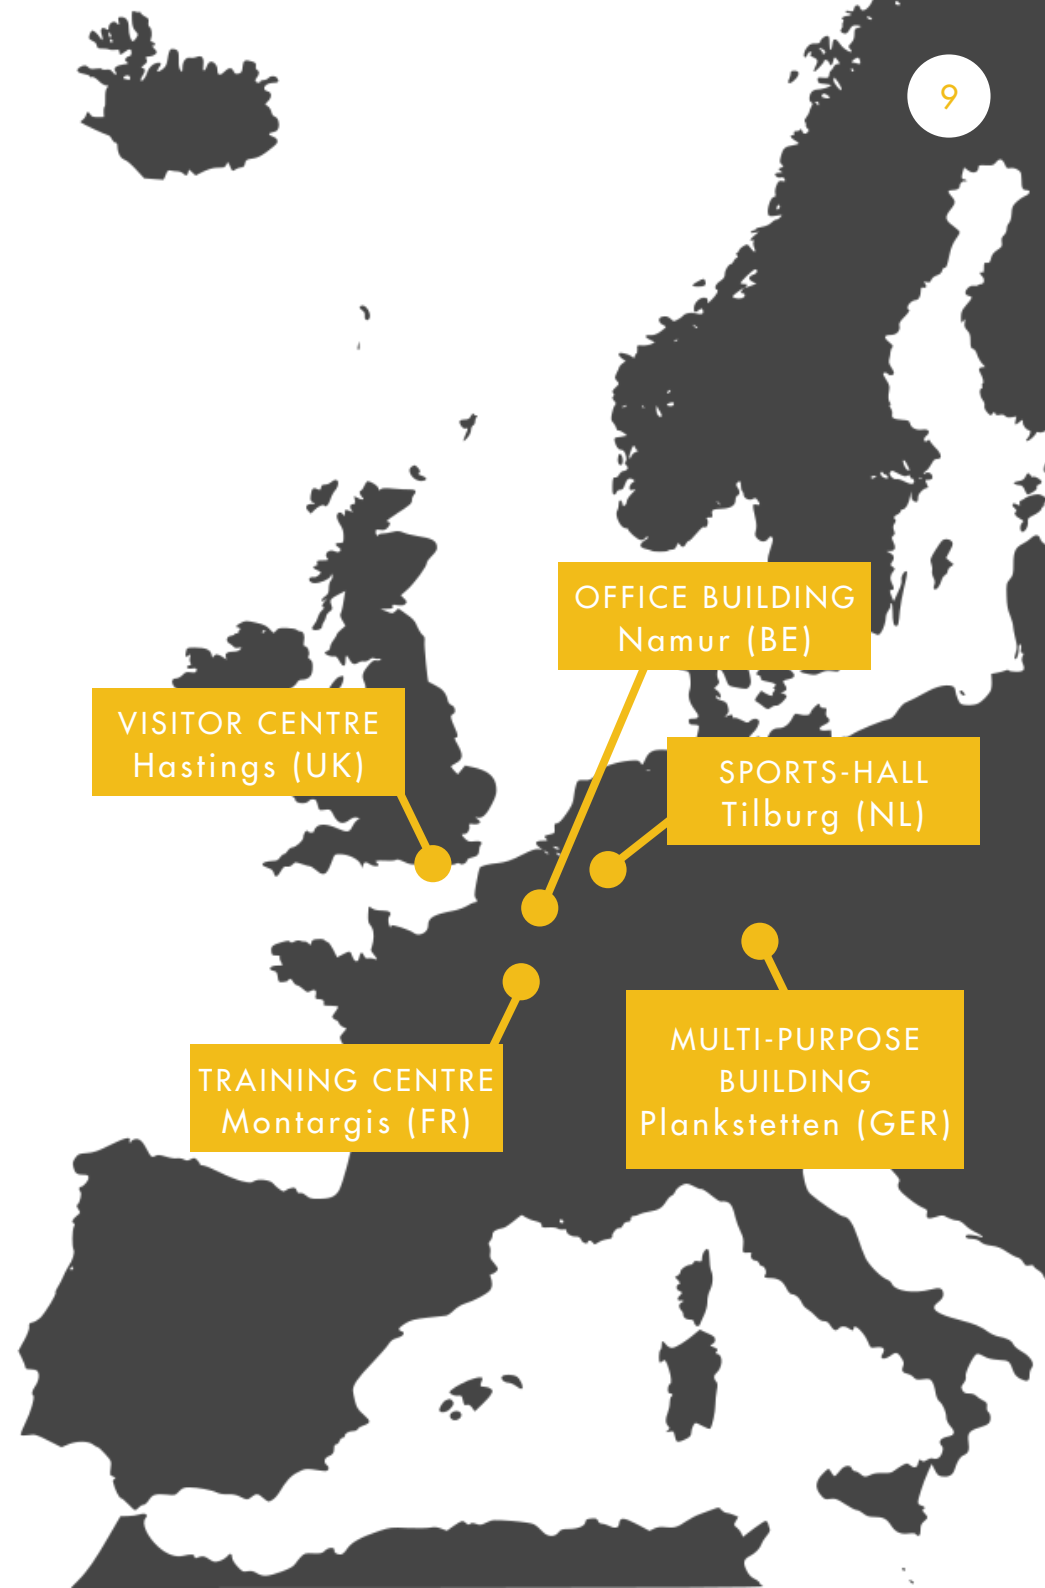 9
OFFICE BUILDING
Namur (BE)
VISITOR CENTRE
Hastings (UK)
SPORTS-HALL
Tilburg (NL)
MULTI-PURPOSE
BUILDING
Plankstetten (GER)
TRAINING CENTRE
Montargis (FR)